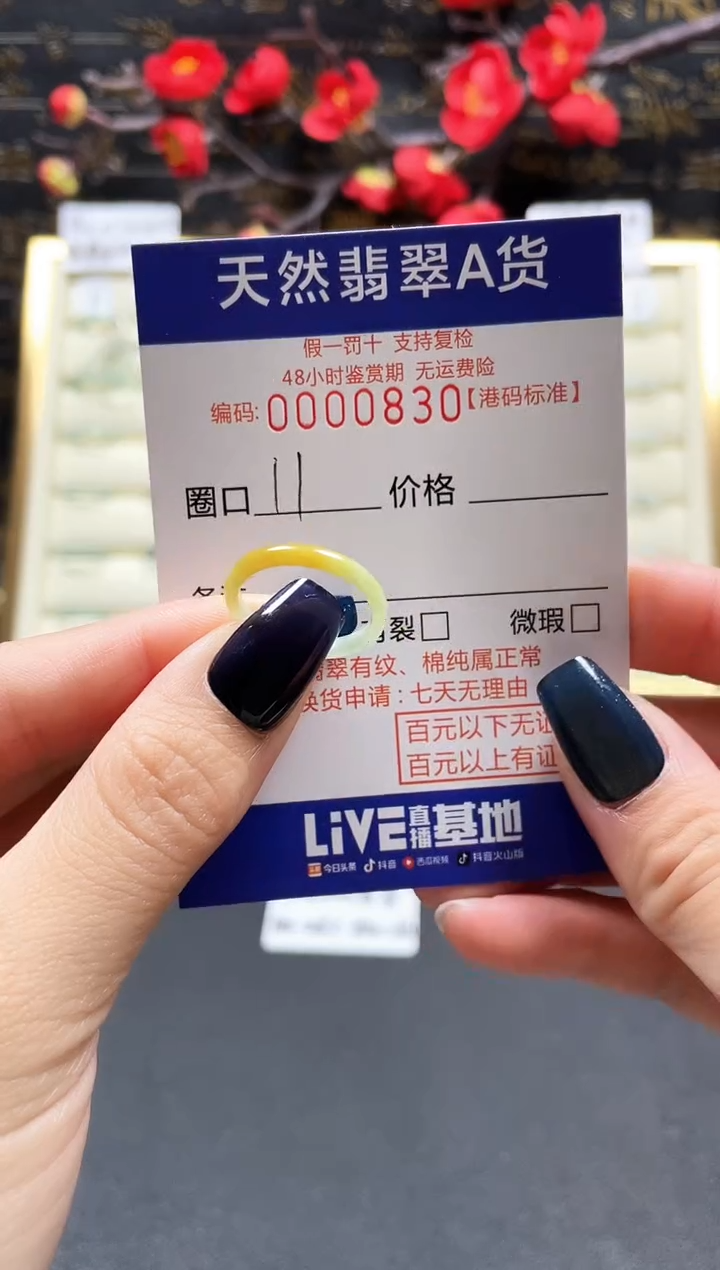 天然翡翠A货
假一罚十 支持复检
48小时鉴赏期 无运费险
编码: 0000830【港码标准】
圈口 11 价格
裂 微瑕
翠有纹、棉纯属正常
换货申请：七天无理由
百元以下无证
百元以上有证
LiVE直播基地
今日头条 抖音 西瓜视频 抖音火山版